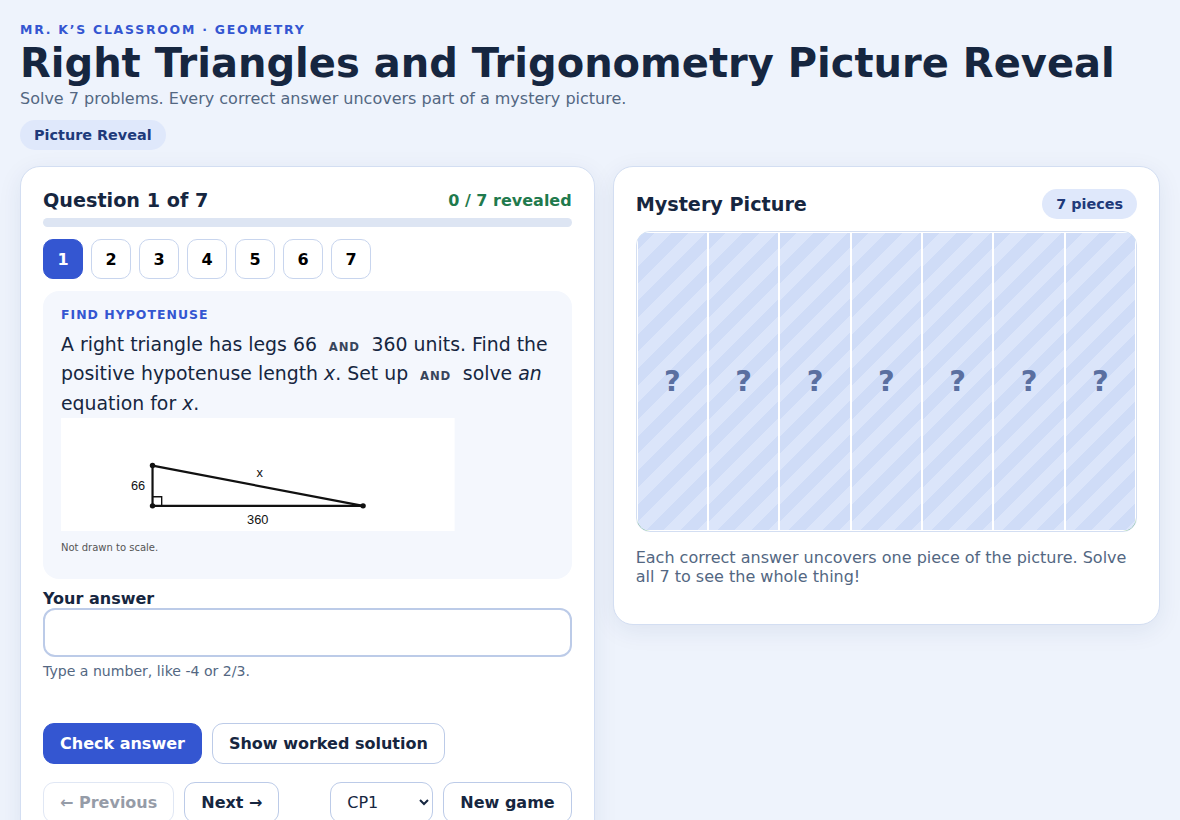 MR. K'S CLASSROOM · GEOMETRY
Right Triangles and Trigonometry Picture Reveal
Solve 7 problems. Every correct answer uncovers part of a mystery picture.
Picture Reveal
Question 1 of 7
0 / 7 revealed
1 2 3 4 5 6 7
FIND HYPOTENUSE
A right triangle has legs 66 AND 360 units. Find the
positive hypotenuse length x. Set up AND solve an
equation for x.
x
66
360
Not drawn to scale.
Your answer
Type a number, like -4 or 2/3.
Check answer
Show worked solution
← Previous
Next →
CP1
New game
Mystery Picture
7 pieces
? ? ? ? ? ? ?
Each correct answer uncovers one piece of the picture. Solve
all 7 to see the whole thing!